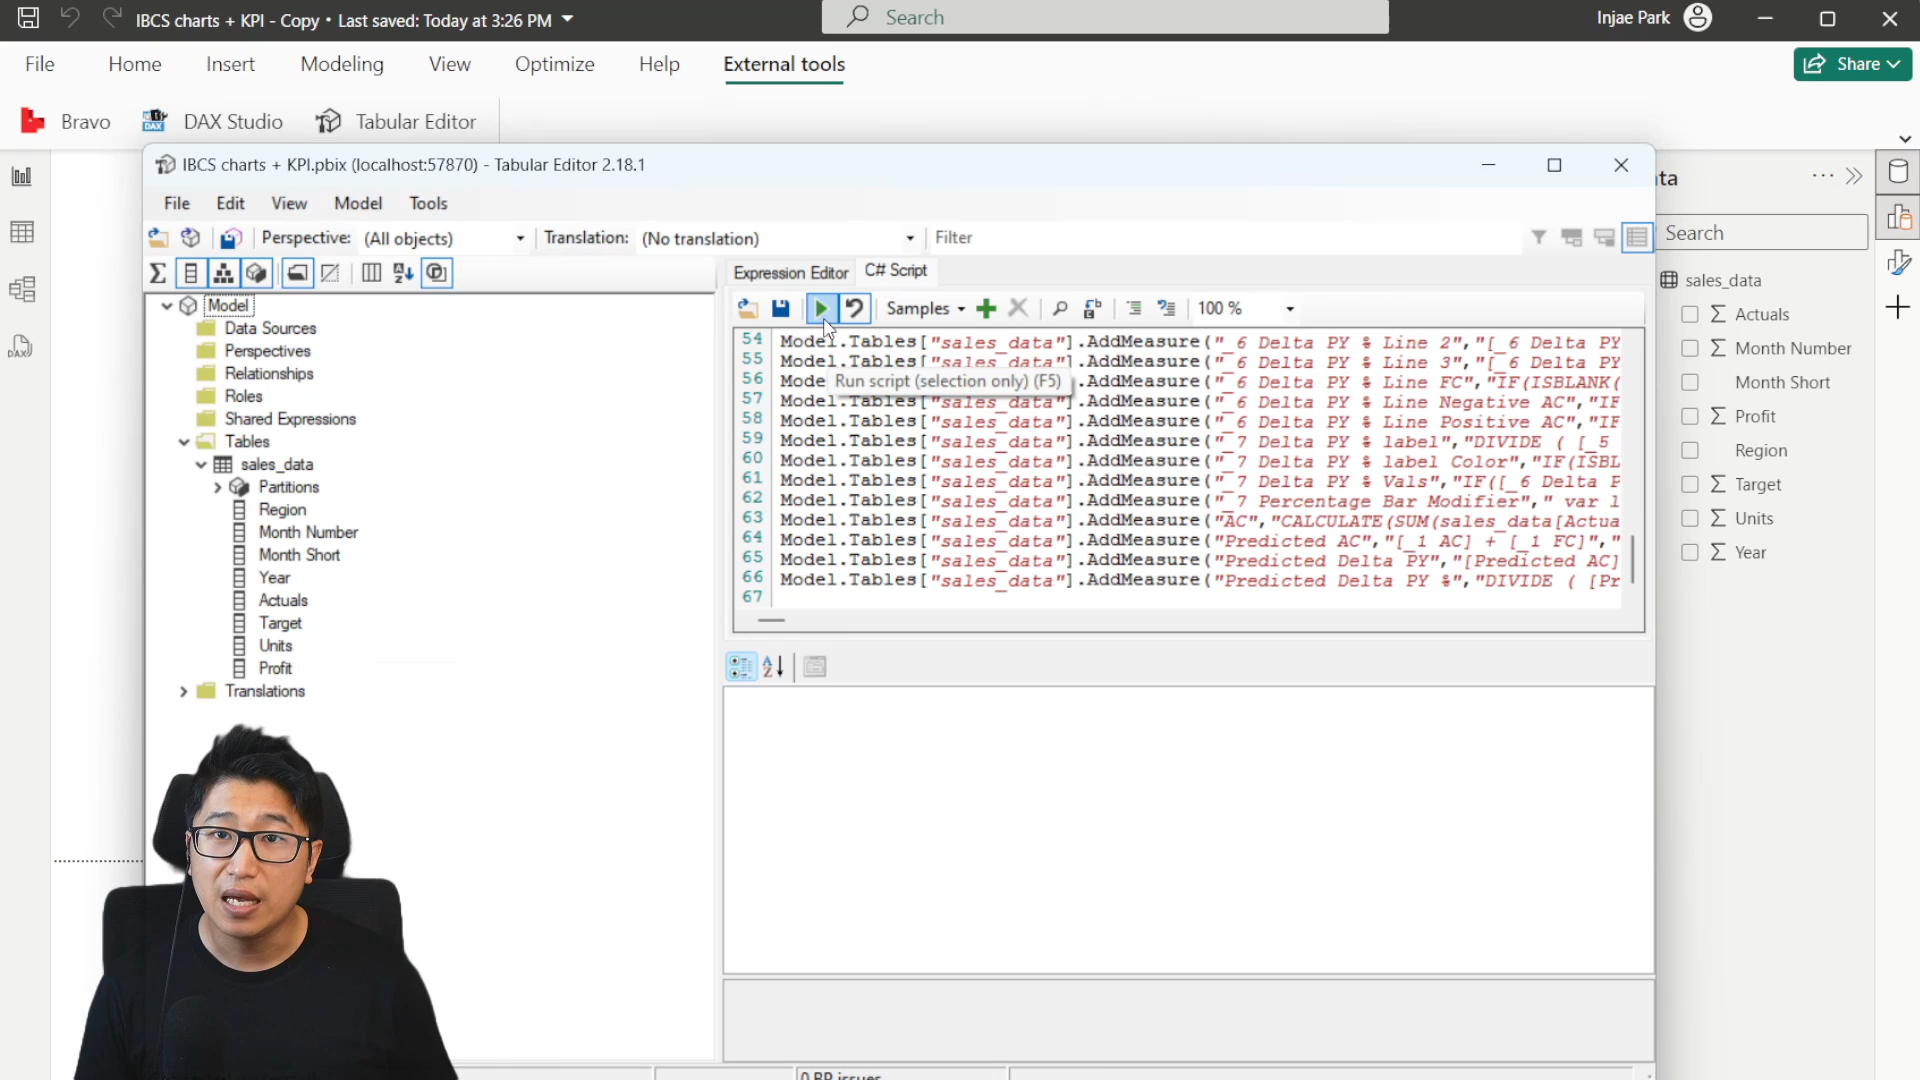 IBCS charts + KPI - Copy • Last saved: Today at 3:26 PM
Search
Injae Park
File Home Insert Modeling View Optimize Help External tools
Share
Bravo DAX Studio Tabular Editor
IBCS charts + KPI.pbix (localhost:57870) - Tabular Editor 2.18.1
File Edit View Model Tools
Perspective: (All objects) Translation: (No translation) Filter
Expression Editor C# Script
Samples 100 %
Model
Data Sources
Perspectives
Relationships
Roles
Shared Expressions
Tables
sales_data
Partitions
Region
Month Number
Month Short
Year
Actuals
Target
Units
Profit
Translations
54 Model.Tables["sales_data"].AddMeasure("_6 Delta PY % Line 2","[_6 Delta PY
55 Model.Tables["sales_data"].AddMeasure("_6 Delta PY % Line 3","[_6 Delta PY
56 Mode Run script (selection only) (F5) ("_6 Delta PY % Line FC","IF(ISBLANK(
57 Model.Tables["sales_data"].AddMeasure("_6 Delta PY % Line Negative AC","IF
58 Model.Tables["sales_data"].AddMeasure("_6 Delta PY % Line Positive AC","IF
59 Model.Tables["sales_data"].AddMeasure("_7 Delta PY % label","DIVIDE ( [_5
60 Model.Tables["sales_data"].AddMeasure("_7 Delta PY % label Color","IF(ISBL
61 Model.Tables["sales_data"].AddMeasure("_7 Delta PY % Vals","IF([_6 Delta P
62 Model.Tables["sales_data"].AddMeasure("_7 Percentage Bar Modifier"," var l
63 Model.Tables["sales_data"].AddMeasure("AC","CALCULATE(SUM(sales_data[Actua
64 Model.Tables["sales_data"].AddMeasure("Predicted AC","[_1 AC] + [_1 FC]","
65 Model.Tables["sales_data"].AddMeasure("Predicted Delta PY","[Predicted AC]
66 Model.Tables["sales_data"].AddMeasure("Predicted Delta PY %","DIVIDE ( [Pr
67
0 BP issues
ta
Search
sales_data
Actuals
Month Number
Month Short
Profit
Region
Target
Units
Year